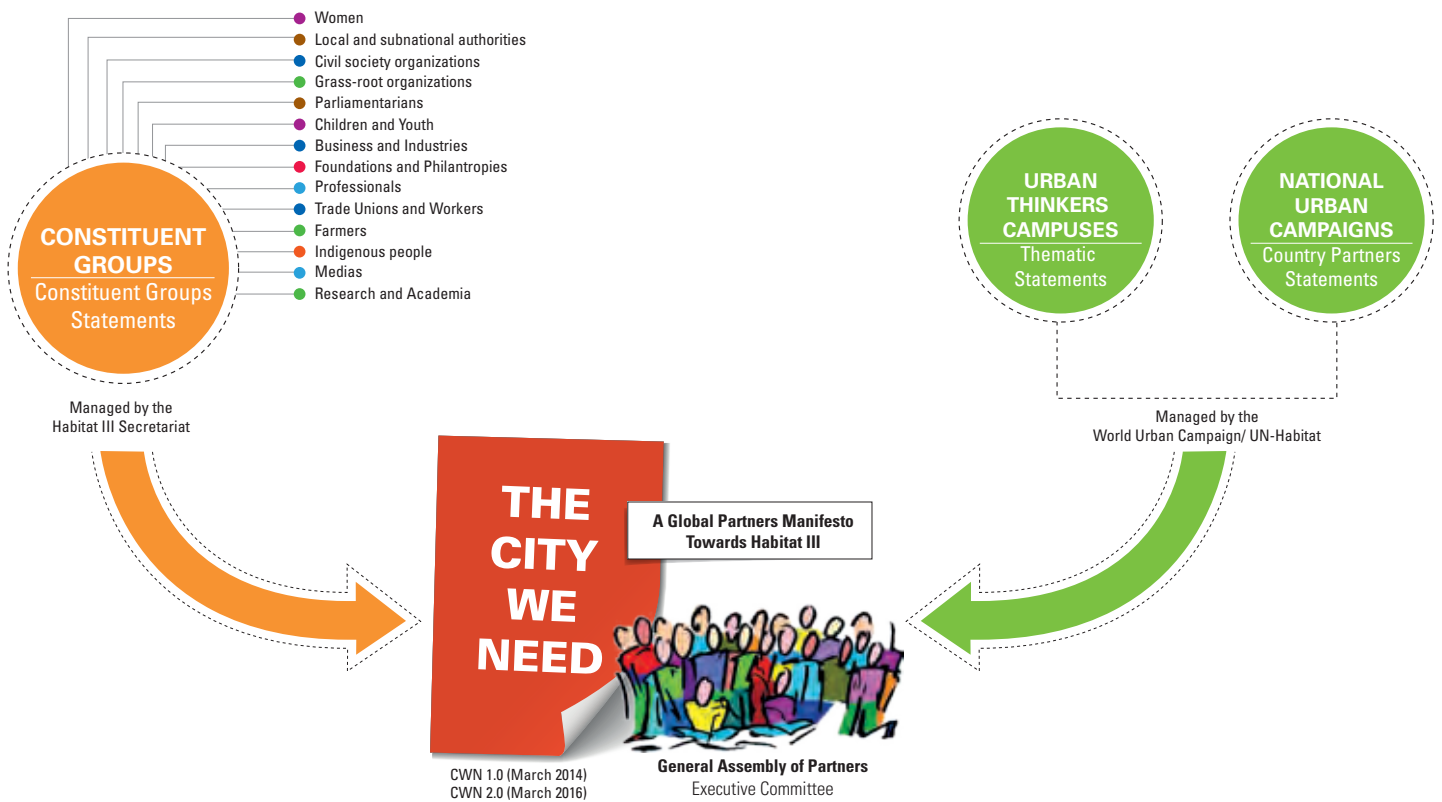 Women
Local and subnational authorities
Civil society organizations
Grass-root organizations
Parliamentarians
Children and Youth
Business and Industries
Foundations and Philantropies
Professionals
Trade Unions and Workers
Farmers
Indigenous people
Medias
Research and Academia
CONSTITUENT
GROUPS
Constituent Groups
Statements
Managed by the
Habitat III Secretariat
URBAN
THINKERS
CAMPUSES
Thematic
Statements
NATIONAL
URBAN
CAMPAIGNS
Country Partners
Statements
Managed by the
World Urban Campaign/ UN-Habitat
THE
CITY
WE
NEED
A Global Partners Manifesto
Towards Habitat III
CWN 1.0 (March 2014)
CWN 2.0 (March 2016)
General Assembly of Partners
Executive Committee